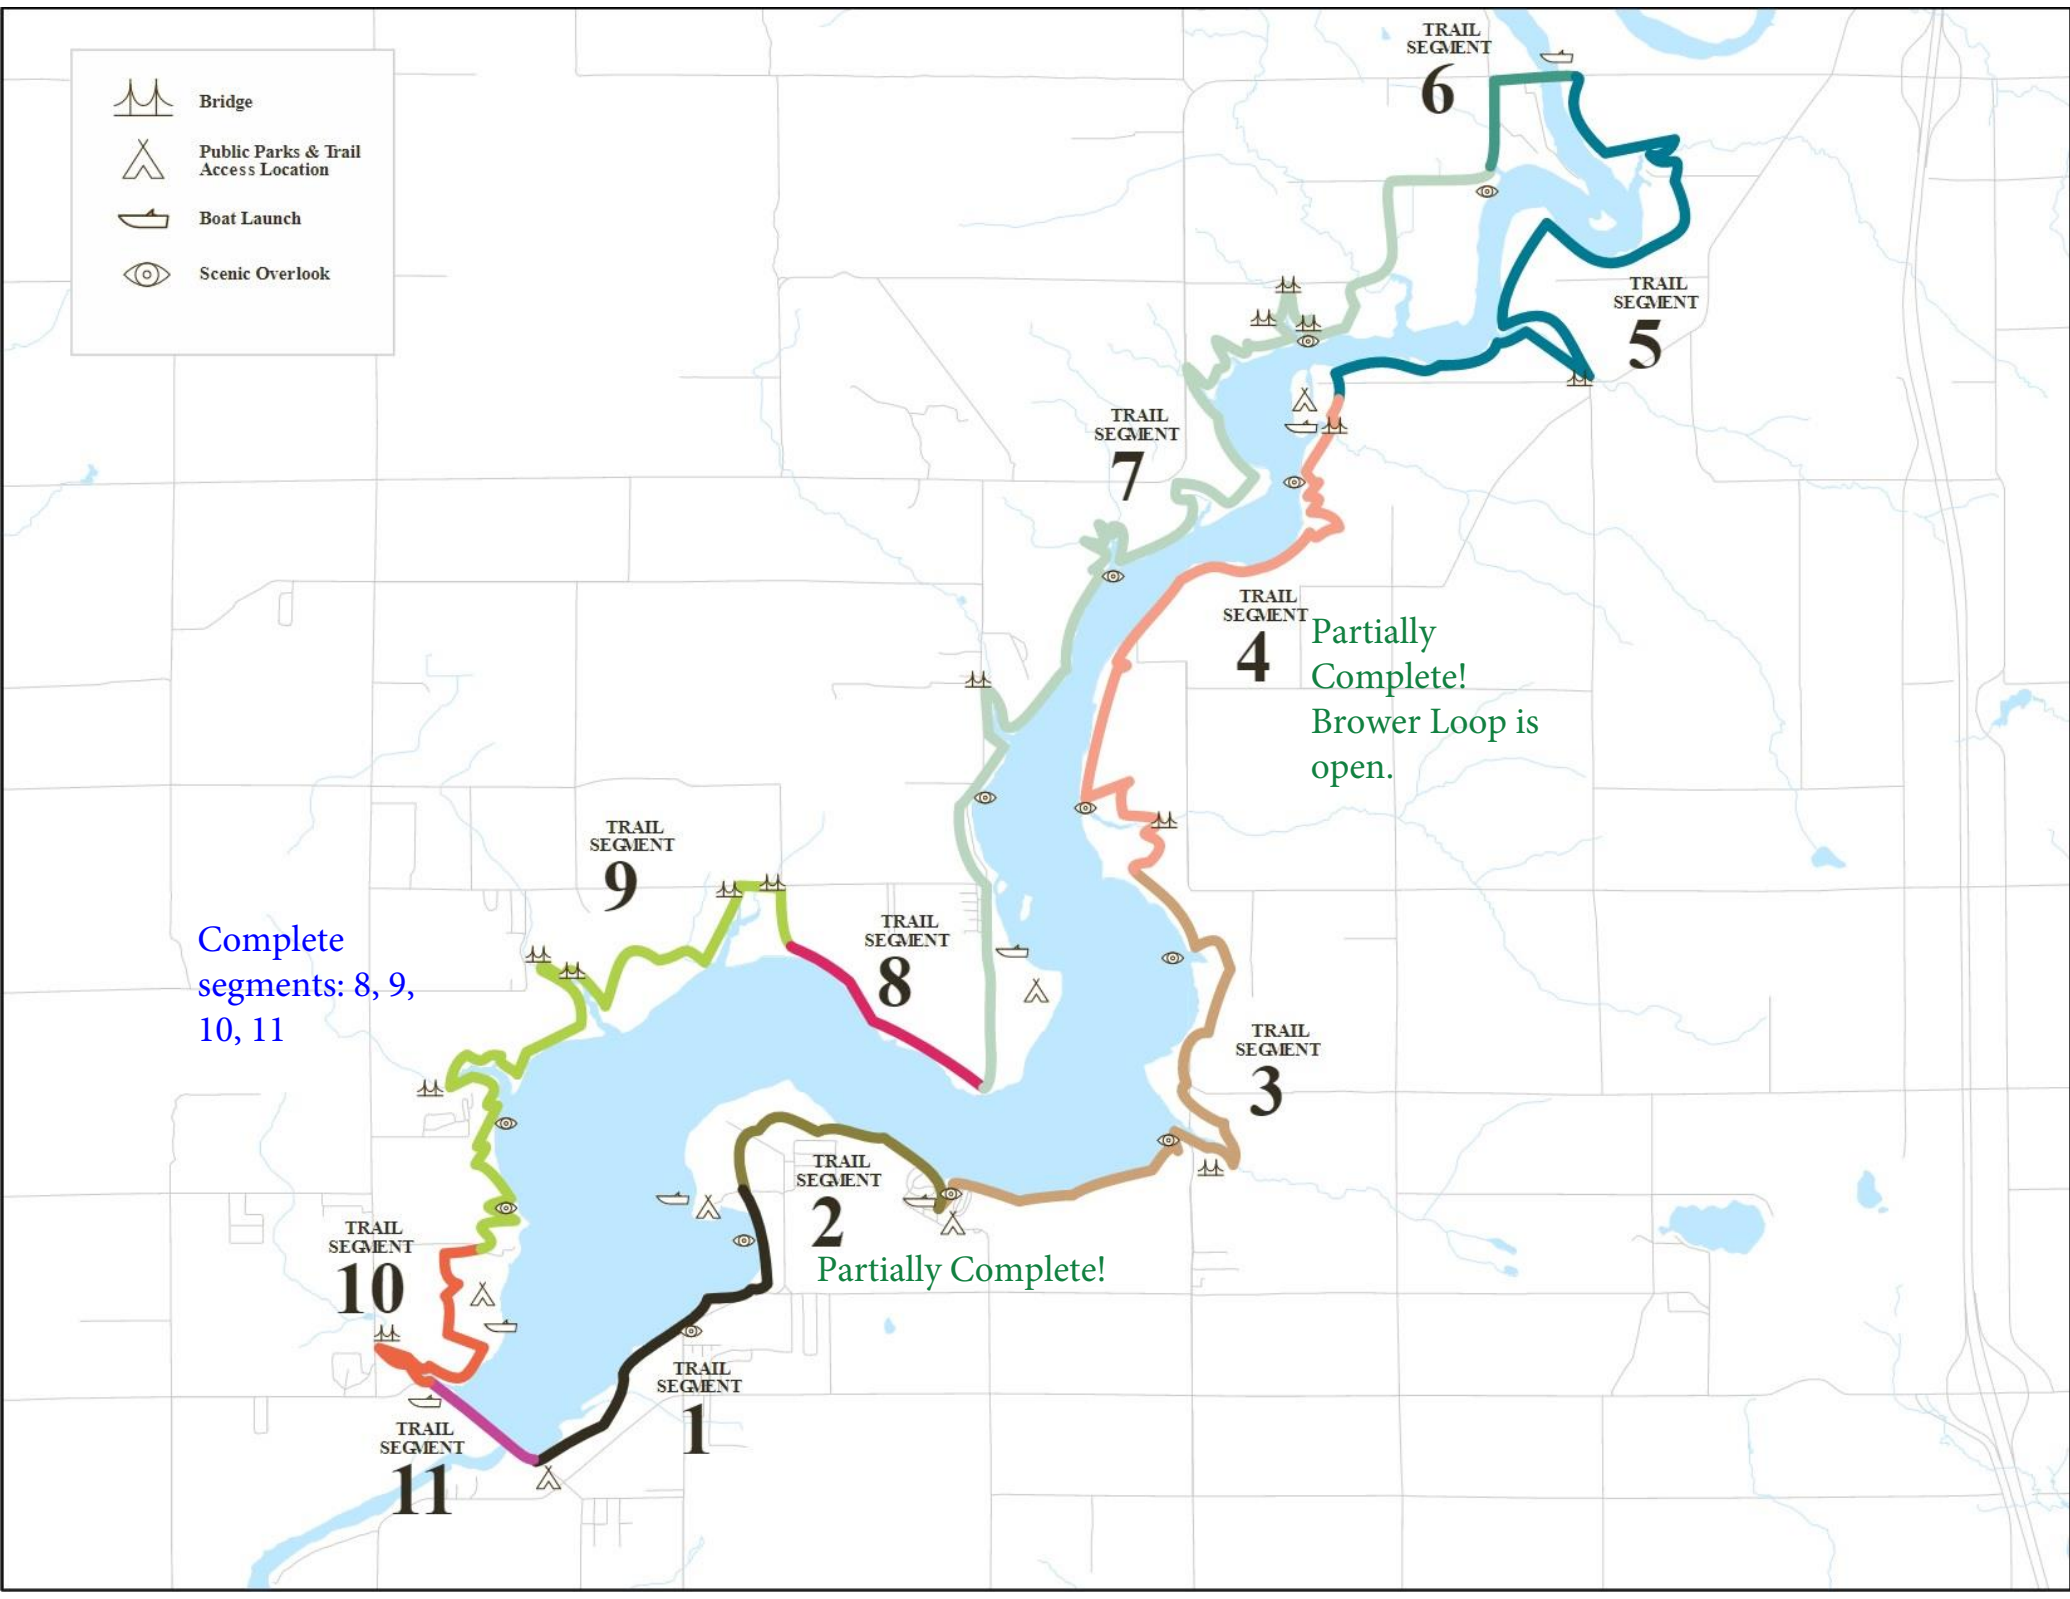 Bridge
Public Parks & Trail
Access Location
Boat Launch
Scenic Overlook
TRAIL
SEGMENT
6
TRAIL
SEGMENT
5
TRAIL
SEGMENT
7
TRAIL
SEGMENT
4
Partially
Complete!
Brower Loop is
open.
TRAIL
SEGMENT
9
TRAIL
SEGMENT
8
Complete
segments: 8, 9,
10, 11
TRAIL
SEGMENT
3
TRAIL
SEGMENT
2
Partially Complete!
TRAIL
SEGMENT
10
TRAIL
SEGMENT
1
TRAIL
SEGMENT
11